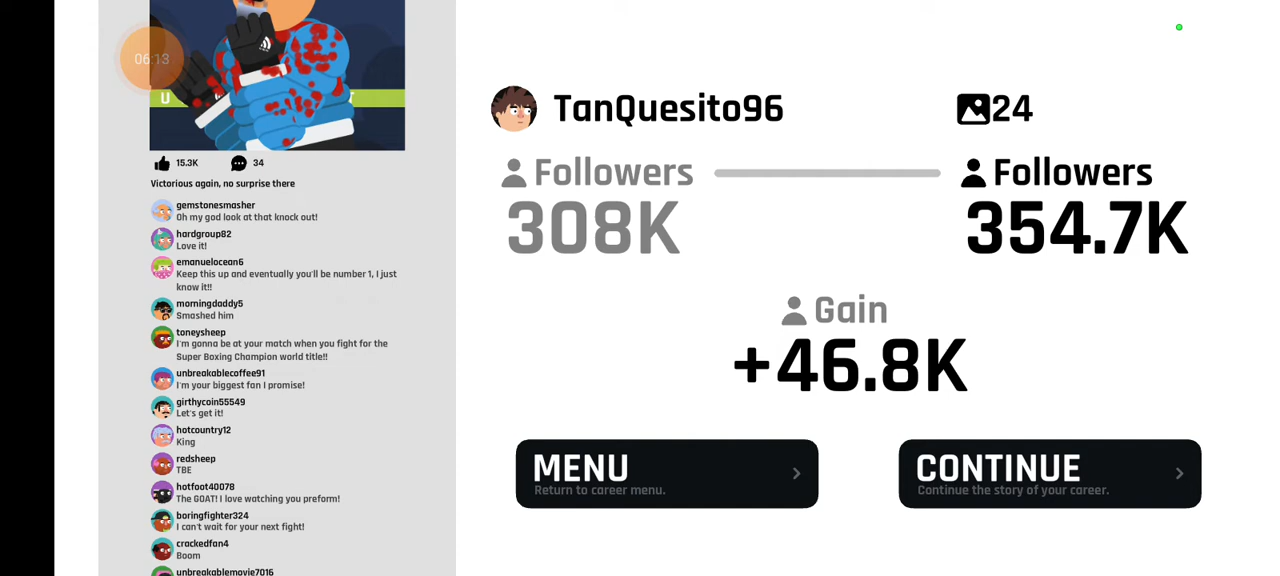 06:13
U
T
15.3K 34
Victorious again, no surprise there
gemstonesmasher
Oh my god look at that knock out!
hardgroup82
Love it!
emanuelocean6
Keep this up and eventually you'll be number 1, I just
know it!!
morningdaddy5
Smashed him
toneysheep
I'm gonna be at your match when you fight for the
Super Boxing Champion world title!!
unbreakablecoffee91
I'm your biggest fan I promise!
girthycoin55549
Let's get it!
hotcountry12
King
redsheep
TBE
hotfoot40078
The GOAT! I love watching you preform!
boringfighter324
I can't wait for your next fight!
crackedfan4
Boom
unbreakablemovie7016
TanQuesito96 24
Followers Followers
308K 354.7K
Gain
+46.8K
MENU
Return to career menu.
CONTINUE
Continue the story of your career.